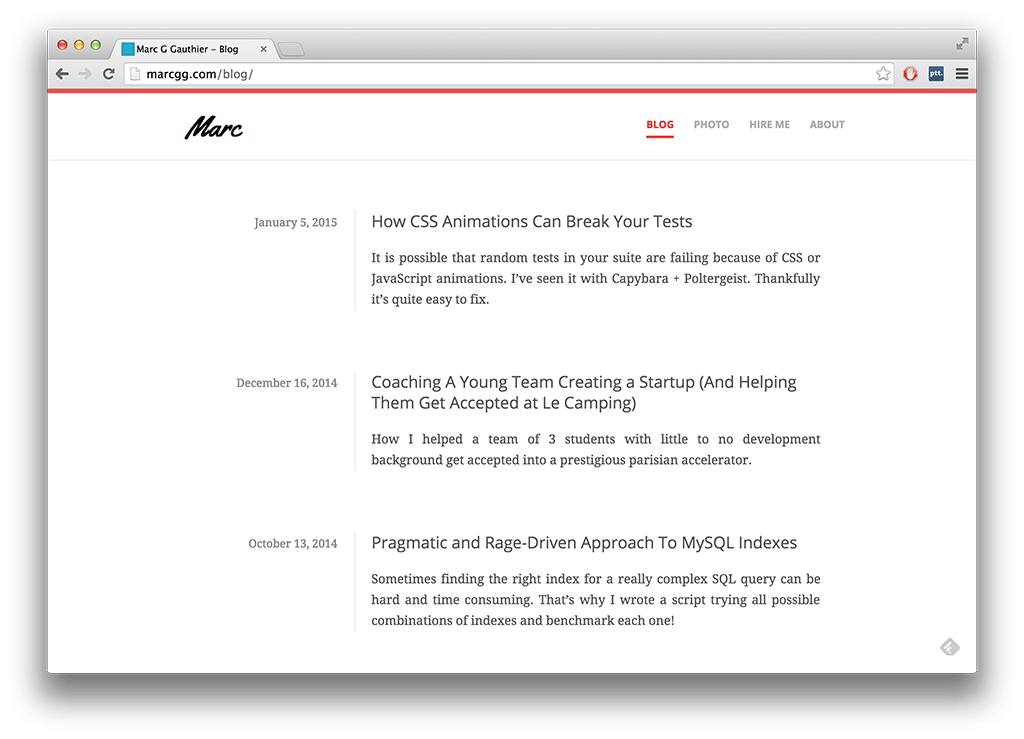 Marc G Gauthier – Blog
marcgg.com/blog/
ptt.
Marc
BLOG PHOTO HIRE ME ABOUT
January 5, 2015
How CSS Animations Can Break Your Tests
It is possible that random tests in your suite are failing because of CSS or
JavaScript animations. I’ve seen it with Capybara + Poltergeist. Thankfully
it’s quite easy to fix.
December 16, 2014
Coaching A Young Team Creating a Startup (And Helping
Them Get Accepted at Le Camping)
How I helped a team of 3 students with little to no development
background get accepted into a prestigious parisian accelerator.
October 13, 2014
Pragmatic and Rage-Driven Approach To MySQL Indexes
Sometimes finding the right index for a really complex SQL query can be
hard and time consuming. That’s why I wrote a script trying all possible
combinations of indexes and benchmark each one!